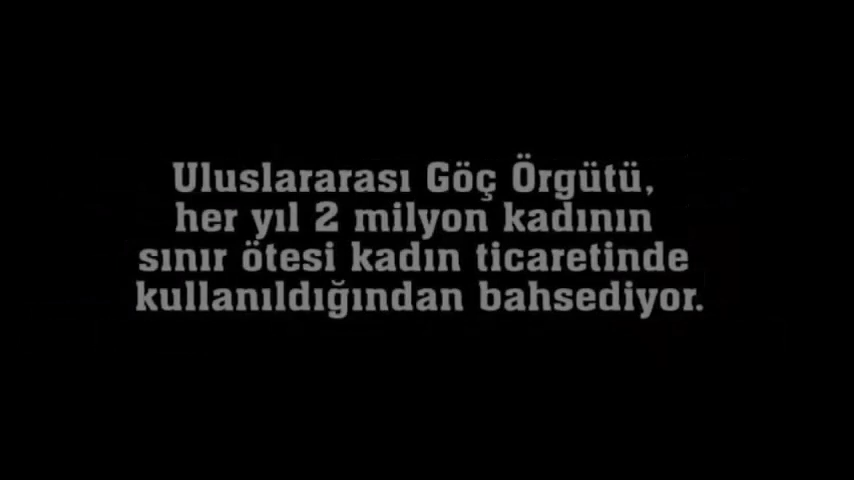 Uluslararası Göç Örgütü,
her yıl 2 milyon kadının
sınır ötesi kadın ticaretinde
kullanıldığından bahsediyor.